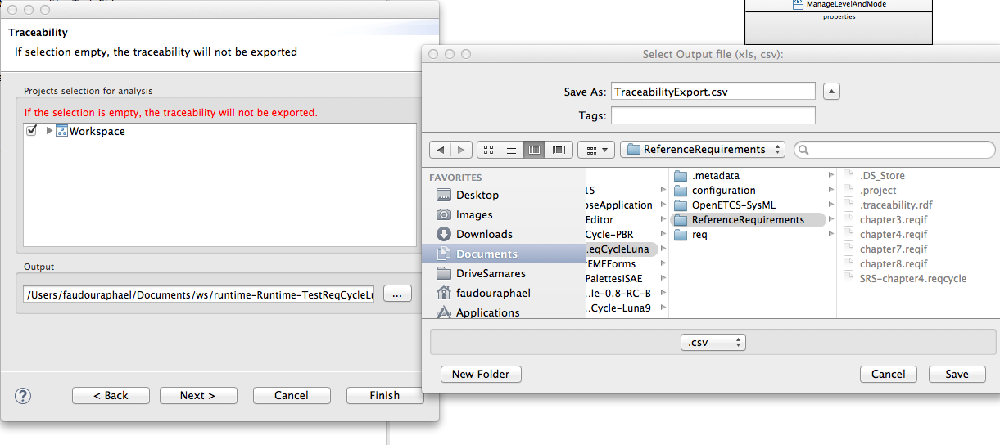 ManageLevelAndMode
properties
Traceability
If selection empty, the traceability will not be exported
Projects selection for analysis
If the selection is empty, the traceability will not be exported.
Workspace
Output
/Users/faudouraphael/Documents/ws/runtime-Runtime-TestReqCycleLu
...
?
< Back
Next >
Cancel
Finish
Select Output file (xls, csv):
Save As:
TraceabilityExport.csv
Tags:
ReferenceRequirements
FAVORITES
Desktop
Images
Downloads
Documents
DriveSamares
faudouraphael
Applications
15
oseApplication
Editor
Cycle-PBR
.eqCycleLuna
:EMFForms
PalettesISAE
...le-0.8-RC-B
..Cycle-Luna9
.metadata
configuration
OpenETCS-SysML
ReferenceRequirements
req
.DS_Store
.project
.traceability.rdf
chapter3.reqif
chapter4.reqif
chapter7.reqif
chapter8.reqif
SRS-chapter4.reqcycle
.csv
New Folder
Cancel
Save